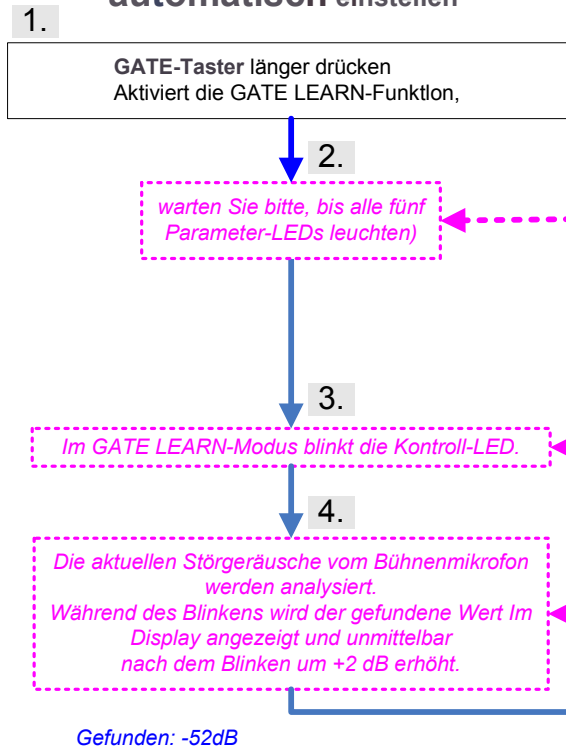 automatisch einstellen
1.
GATE-Taster länger drücken
Aktiviert die GATE LEARN-Funktlon,
2.
warten Sie bitte, bis alle fünf
Parameter-LEDs leuchten)
3.
Im GATE LEARN-Modus blinkt die Kontroll-LED.
4.
Die aktuellen Störgeräusche vom Bühnenmikrofon
werden analysiert.
Während des Blinkens wird der gefundene Wert Im
Display angezeigt und unmittelbar
nach dem Blinken um +2 dB erhöht.
Gefunden: -52dB